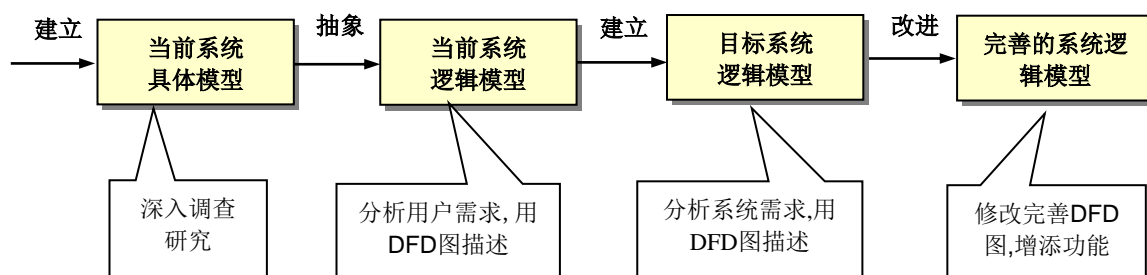 建立
当前系统
具体模型
抽象
当前系统
逻辑模型
建立
目标系统
逻辑模型
改进
完善的系统逻
辑模型
深入调查
研究
分析用户需求,用
DFD图描述
分析系统需求,用
DFD图描述
修改完善DFD
图,增添功能